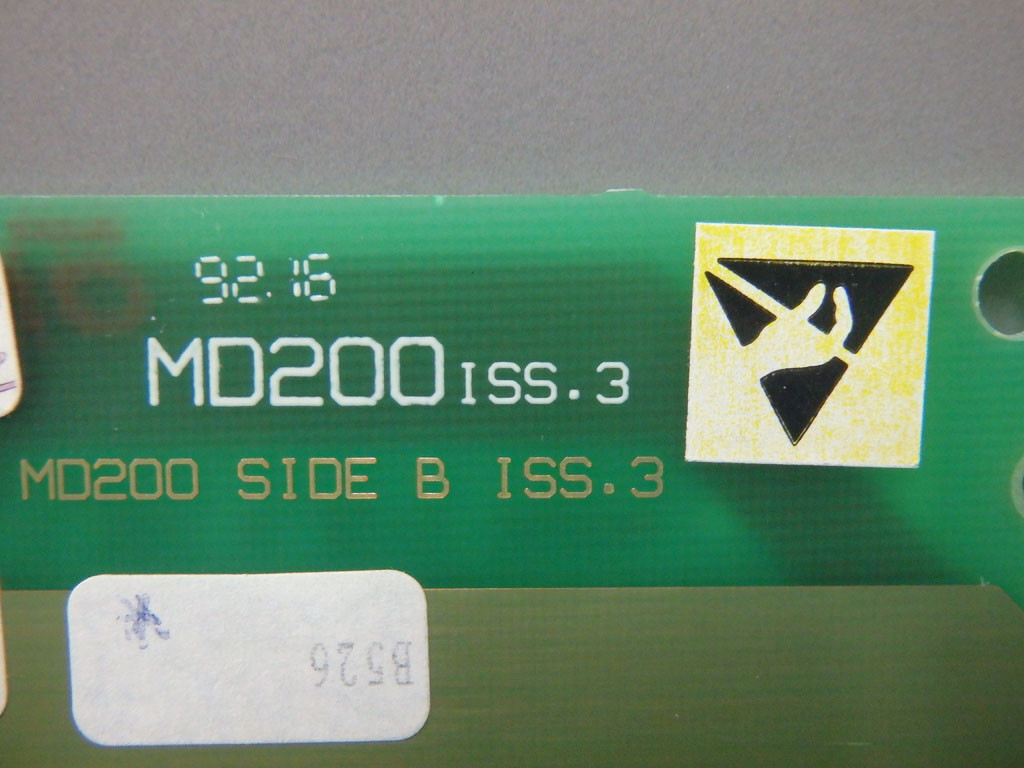 92.16
MD200 ISS.3
MD200 SIDE B ISS.3
B526